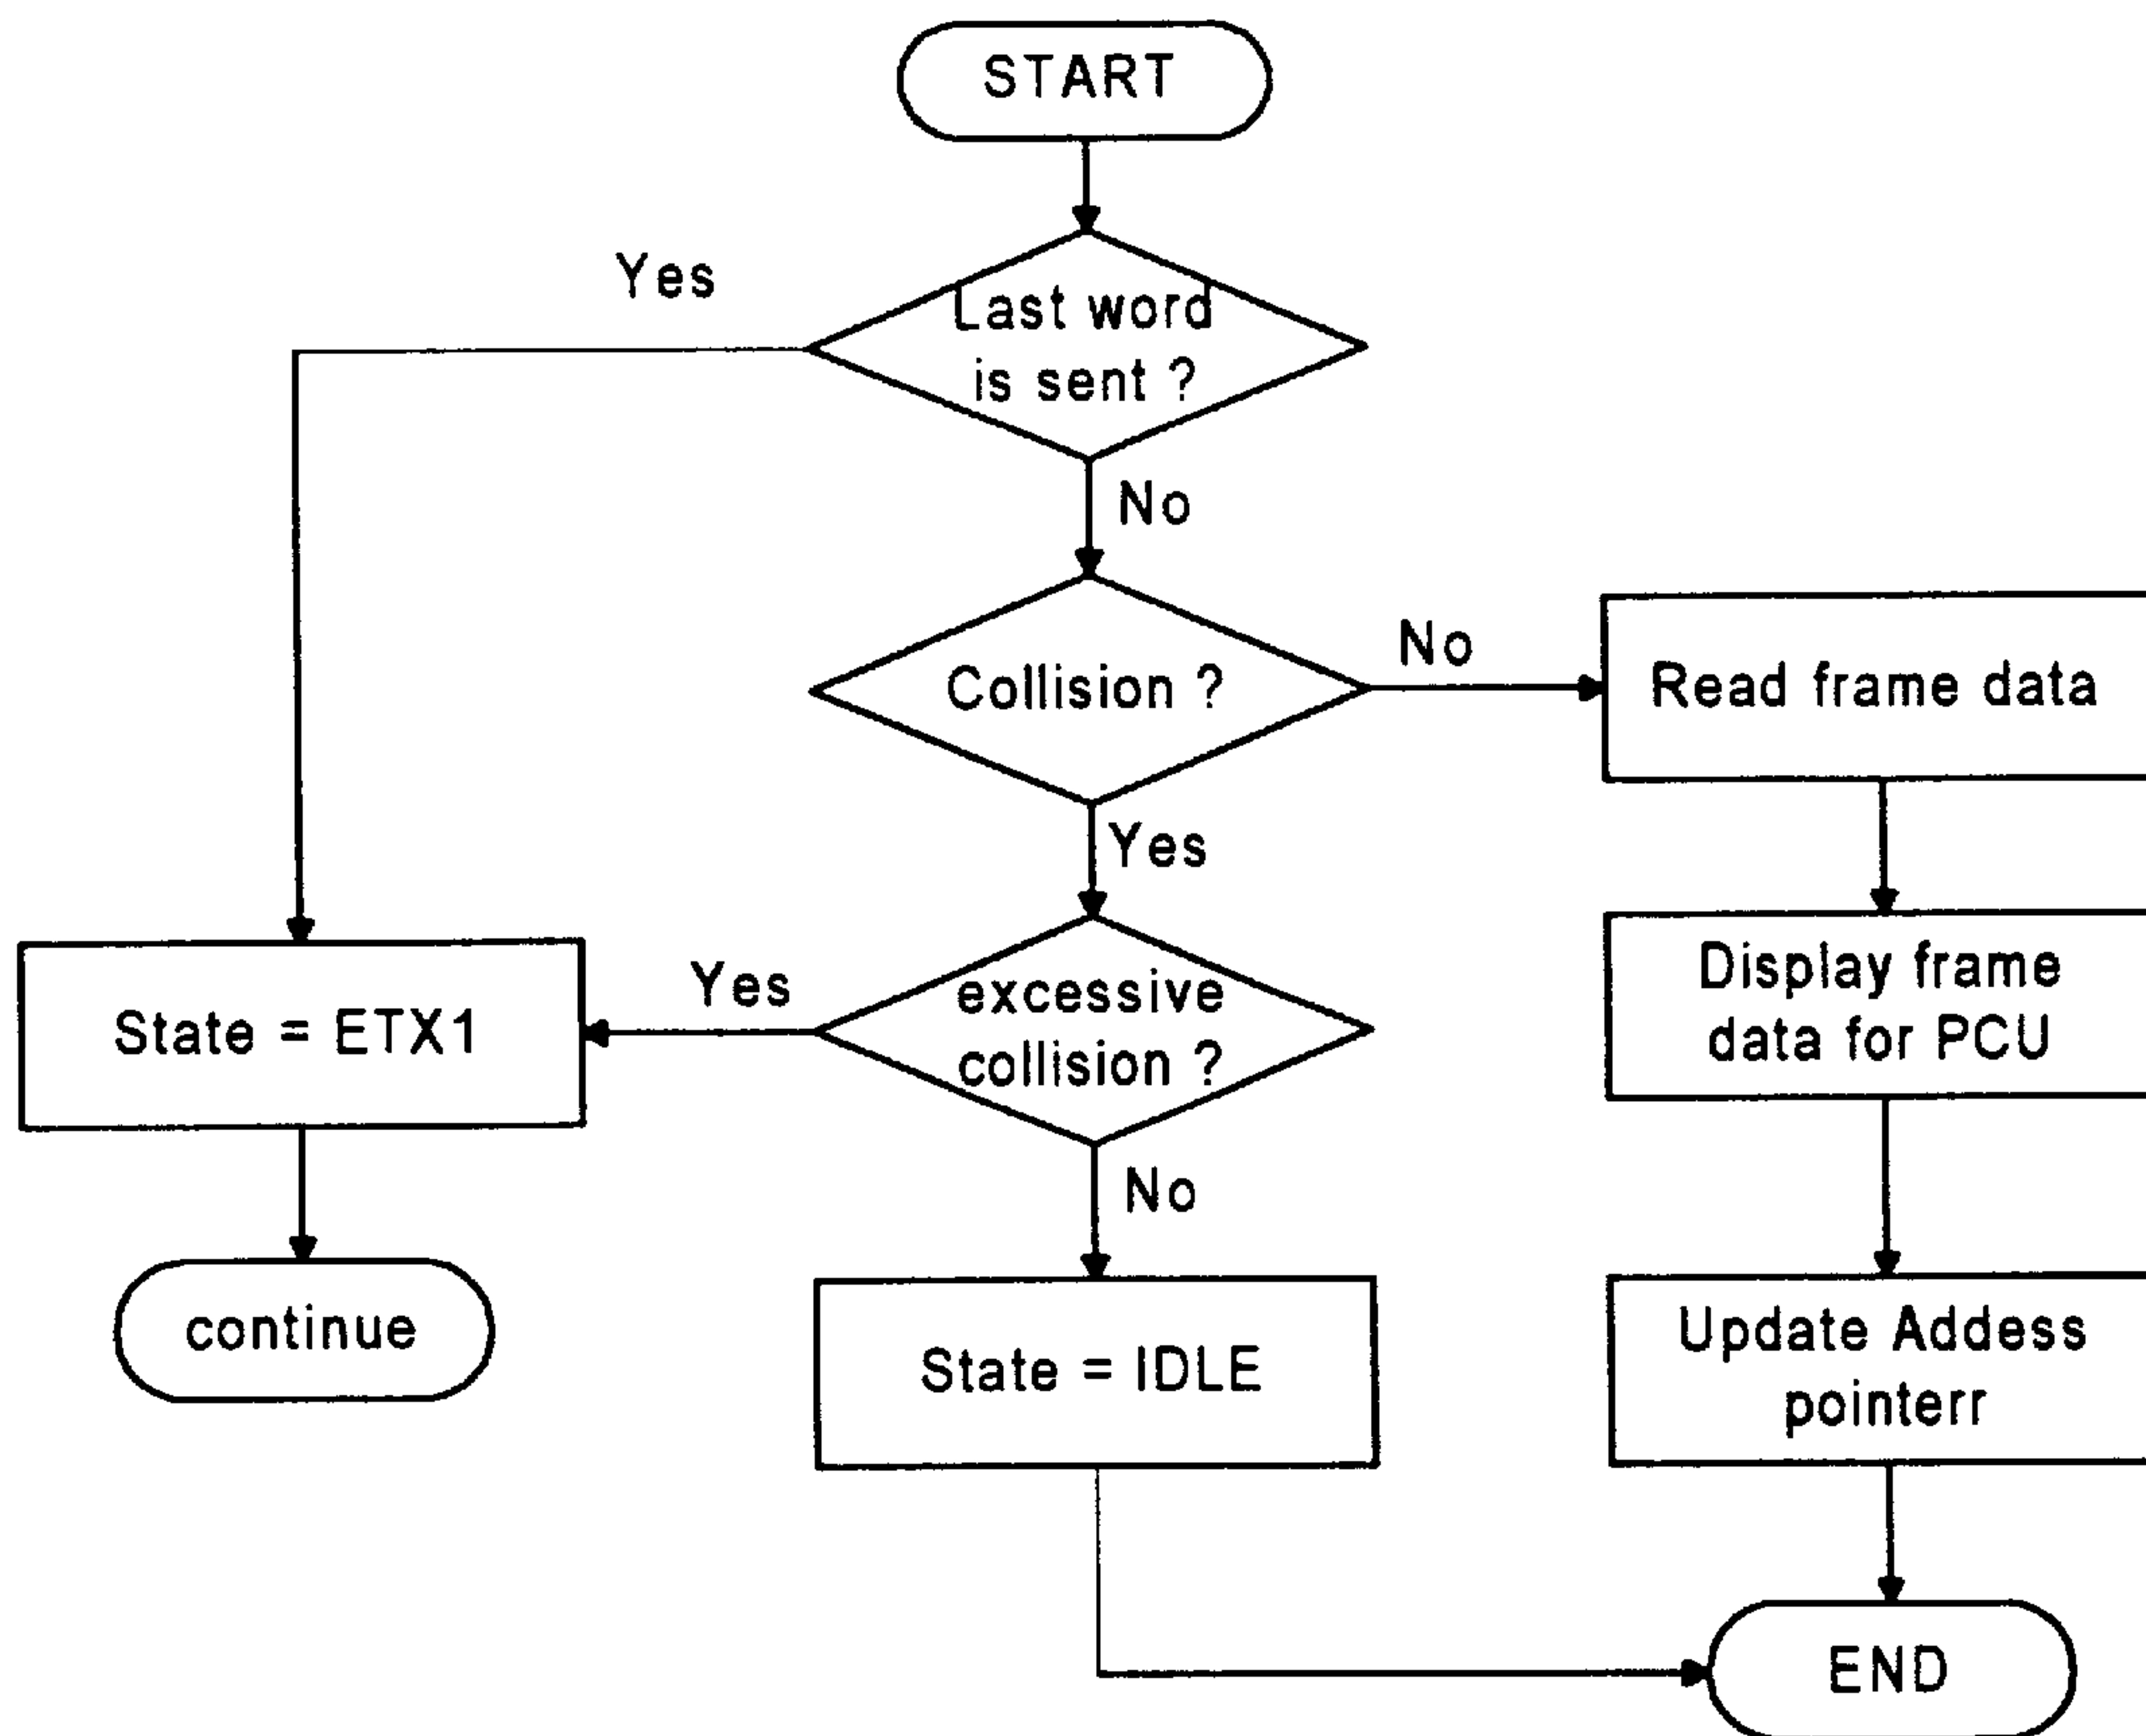 START
Yes
Last word
is sent ?
No
Collision ?
No
Read frame data
Yes
Display frame
data for PCU
State = ETX1
Yes
excessive
collision ?
No
continue
State = IDLE
Update Addess
pointerr
END